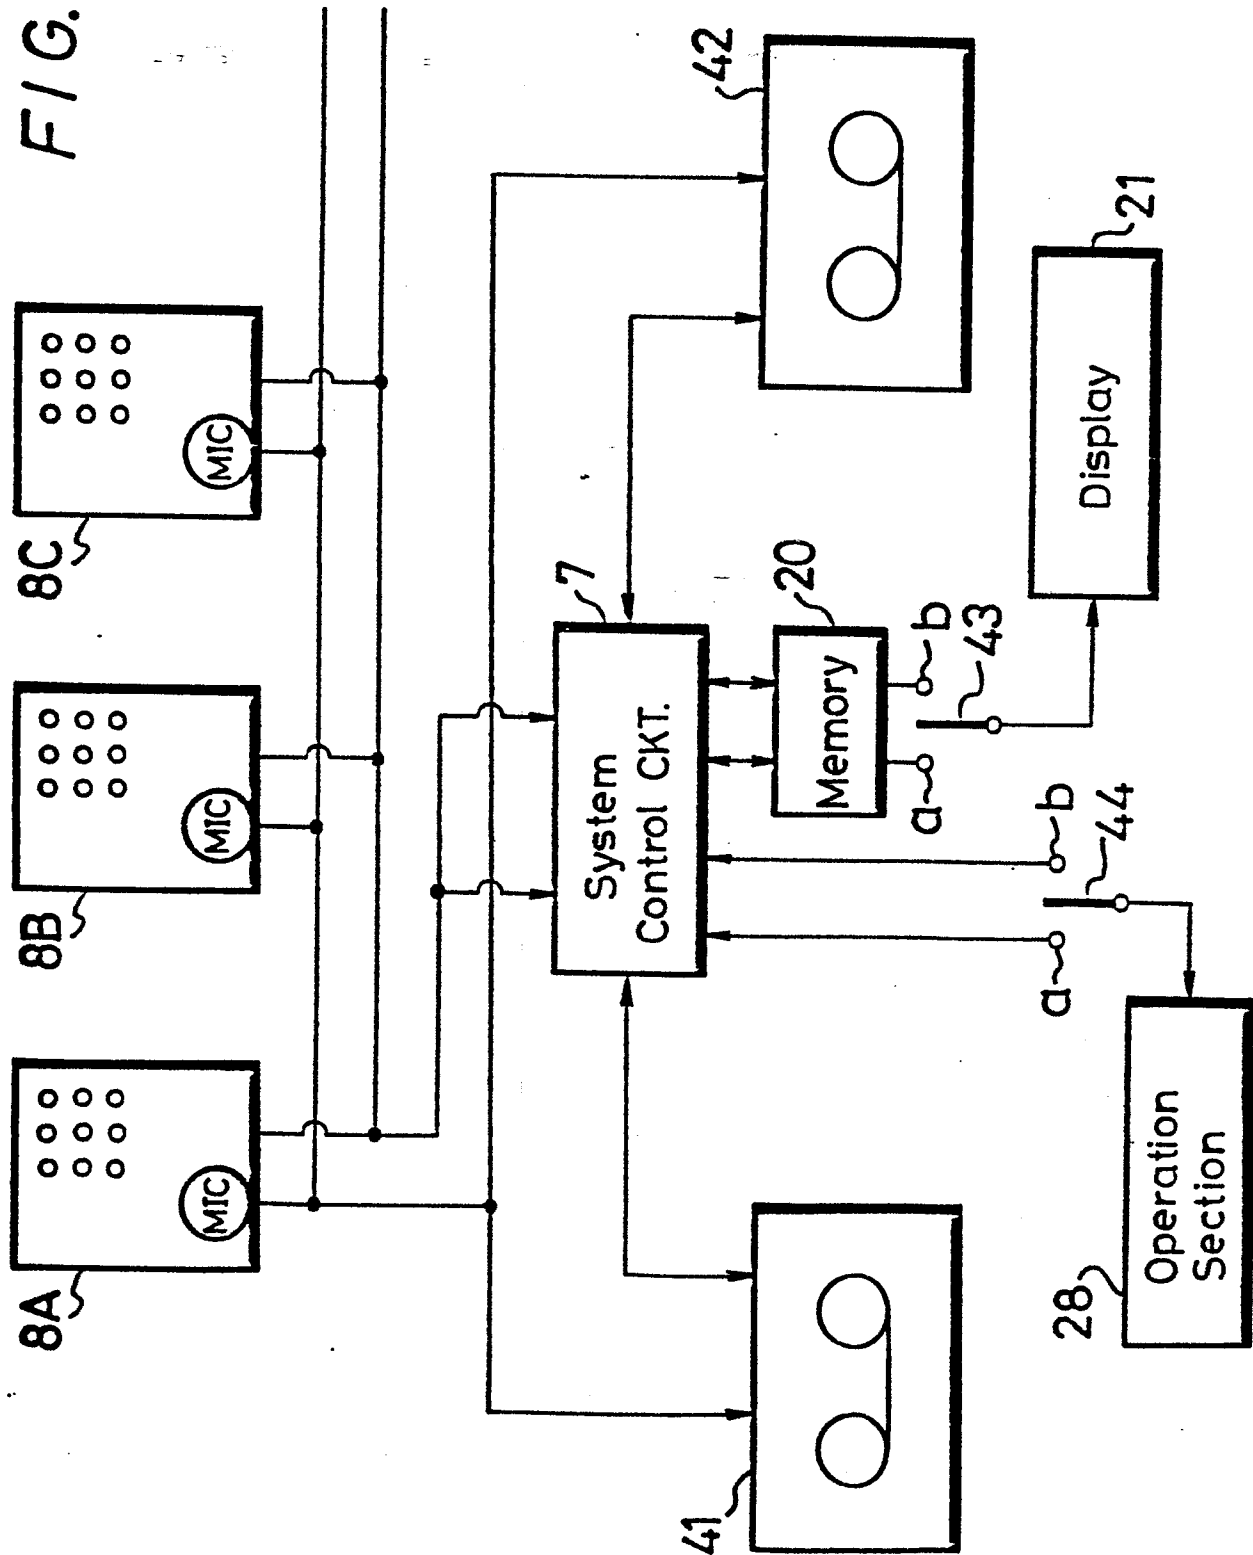 FIG.
8A
8B
8C
MIC
MIC
MIC
7
System
Control CKT.
41
42
20
Memory
a
b
43
21
Display
a
b
44
28
Operation
Section